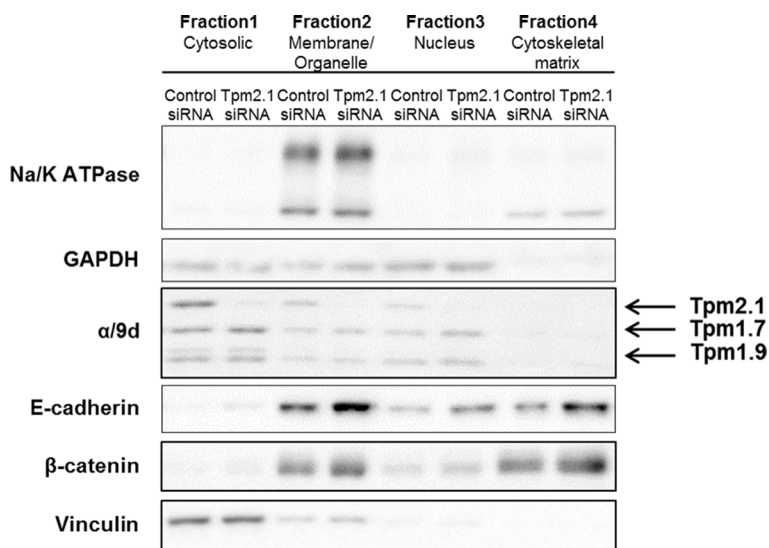 Fraction1 Fraction2 Fraction3 Fraction4
Cytosolic Membrane/ Nucleus Cytoskeletal
Organelle matrix
Control Tpm2.1 Control Tpm2.1 Control Tpm2.1 Control Tpm2.1
siRNA siRNA siRNA siRNA siRNA siRNA siRNA siRNA
Na/K ATPase
GAPDH
α/9d
Tpm2.1
Tpm1.7
Tpm1.9
E-cadherin
β-catenin
Vinculin